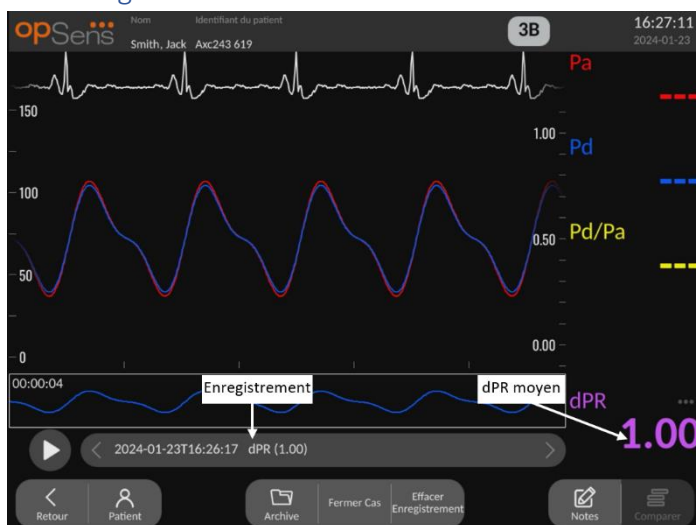 opSens
Nom
Identifiant du patient
Smith, Jack
Axc243 619
3B
16:27:11
2024-01-23
Pa
---
150
1.00
Pd
---
100
0.50
Pd/Pa
---
50
0.00
0
00:00:04
Enregistrement
dPR moyen
dPR
...
1.00
2024-01-23T16:26:17 dPR (1.00)
Retour
Patient
Archive
Fermer Cas
Effacer
Enregistrement
Notes
Comparer